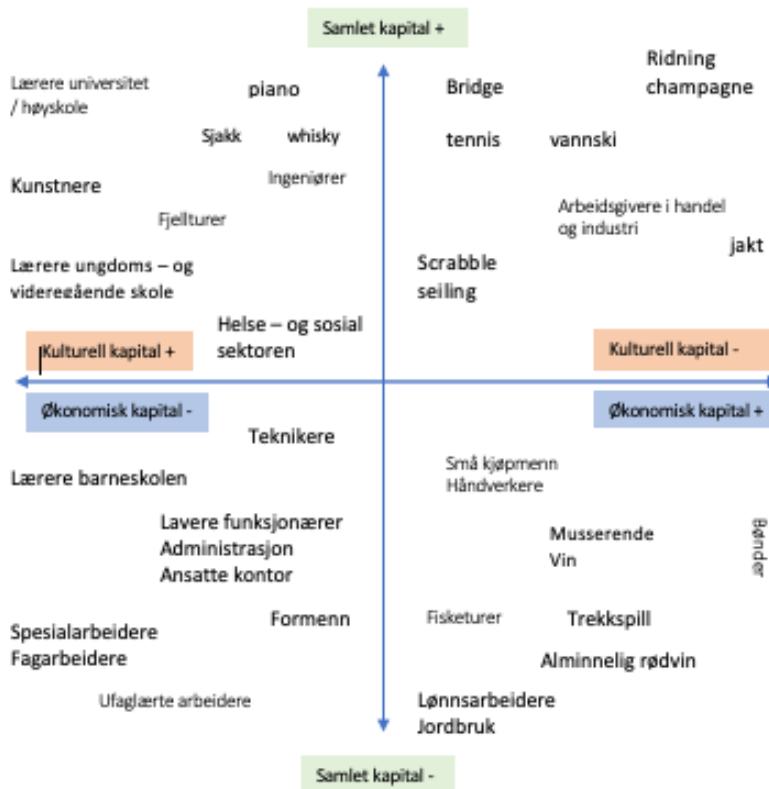 Samlet kapital +
Ridning
champagne
Lærere universitet
/ høyskole
piano
Bridge
Sjakk
whisky
tennis
vannski
Kunstnere
Ingeniører
Fjellturer
Arbeidsgivere i handel
og industri
jakt
Lærere ungdoms – og
videregående skole
Scrabble
seiling
Helse – og sosial
sektoren
Kulturell kapital +
Kulturell kapital -
Økonomisk kapital -
Økonomisk kapital +
Teknikere
Lærere barneskolen
Små kjøpmenn
Håndverkere
Lavere funksjonærer
Administrasjon
Ansatte kontor
Musserende
Vin
Bønder
Formenn
Fisketurer
Trekkspill
Spesialarbeidere
Fagarbeidere
Alminnelig rødvin
Ufaglærte arbeidere
Lønnsarbeidere
Jordbruk
Samlet kapital -